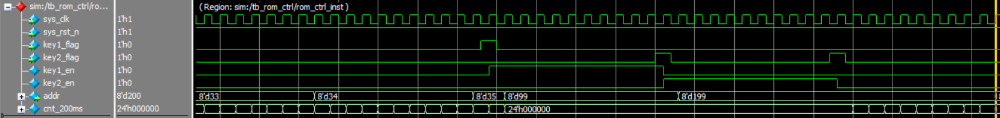 sim:/tb_rom_ctrl/ro... ( Region: sim:/tb_rom_ctrl/rom_ctrl_inst )
sys_clk 1'h1
sys_rst_n 1'h1
key1_flag 1'h0
key2_flag 1'h0
key1_en 1'h0
key2_en 1'h0
addr 8'd200 8'd33 8'd34 8'd35 8'd99 8'd199
cnt_200ms 24'h000000 24'h000000